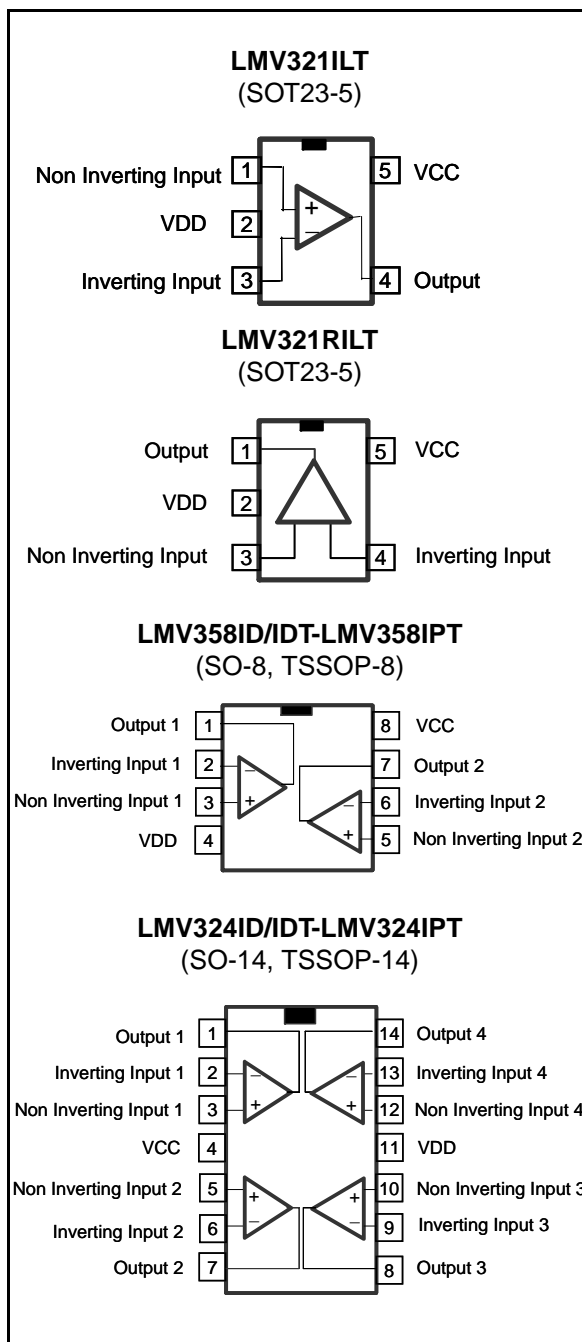 LMV321ILT
(SOT23-5)
Non Inverting Input 1 5 VCC
+
VDD 2
−
Inverting Input 3 4 Output
LMV321RILT
(SOT23-5)
Output 1 5 VCC
VDD 2
Non Inverting Input 3 4 Inverting Input
LMV358ID/IDT-LMV358IPT
(SO-8, TSSOP-8)
Output 1 1 8 VCC
Inverting Input 1 2 − 7 Output 2
Non Inverting Input 1 3 + − 6 Inverting Input 2
VDD 4 + 5 Non Inverting Input 2
LMV324ID/IDT-LMV324IPT
(SO-14, TSSOP-14)
Output 1 1 14 Output 4
Inverting Input 1 2 − − 13 Inverting Input 4
Non Inverting Input 1 3 + + 12 Non Inverting Input 4
VCC 4 11 VDD
Non Inverting Input 2 5 + + 10 Non Inverting Input 3
Inverting Input 2 6 − − 9 Inverting Input 3
Output 2 7 8 Output 3